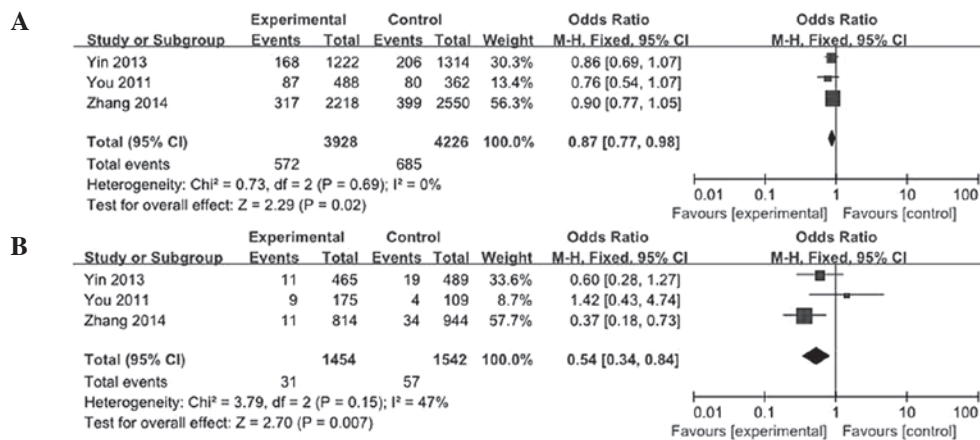 A
Experimental Control Odds Ratio Odds Ratio
Study or Subgroup Events Total Events Total Weight M-H, Fixed, 95% CI M-H, Fixed, 95% CI
Yin 2013 168 1222 206 1314 30.3% 0.86 [0.69, 1.07]
You 2011 87 488 80 362 13.4% 0.76 [0.54, 1.07]
Zhang 2014 317 2218 399 2550 56.3% 0.90 [0.77, 1.05]
Total (95% CI) 3928 4226 100.0% 0.87 [0.77, 0.98]
Total events 572 685
Heterogeneity: Chi² = 0.73, df = 2 (P = 0.69); I² = 0%
Test for overall effect: Z = 2.29 (P = 0.02)
0.01 0.1 1 10 100
Favours [experimental] Favours [control]
B
Experimental Control Odds Ratio Odds Ratio
Study or Subgroup Events Total Events Total Weight M-H, Fixed, 95% CI M-H, Fixed, 95% CI
Yin 2013 11 465 19 489 33.6% 0.60 [0.28, 1.27]
You 2011 9 175 4 109 8.7% 1.42 [0.43, 4.74]
Zhang 2014 11 814 34 944 57.7% 0.37 [0.18, 0.73]
Total (95% CI) 1454 1542 100.0% 0.54 [0.34, 0.84]
Total events 31 57
Heterogeneity: Chi² = 3.79, df = 2 (P = 0.15); I² = 47%
Test for overall effect: Z = 2.70 (P = 0.007)
0.01 0.1 1 10 100
Favours [experimental] Favours [control]